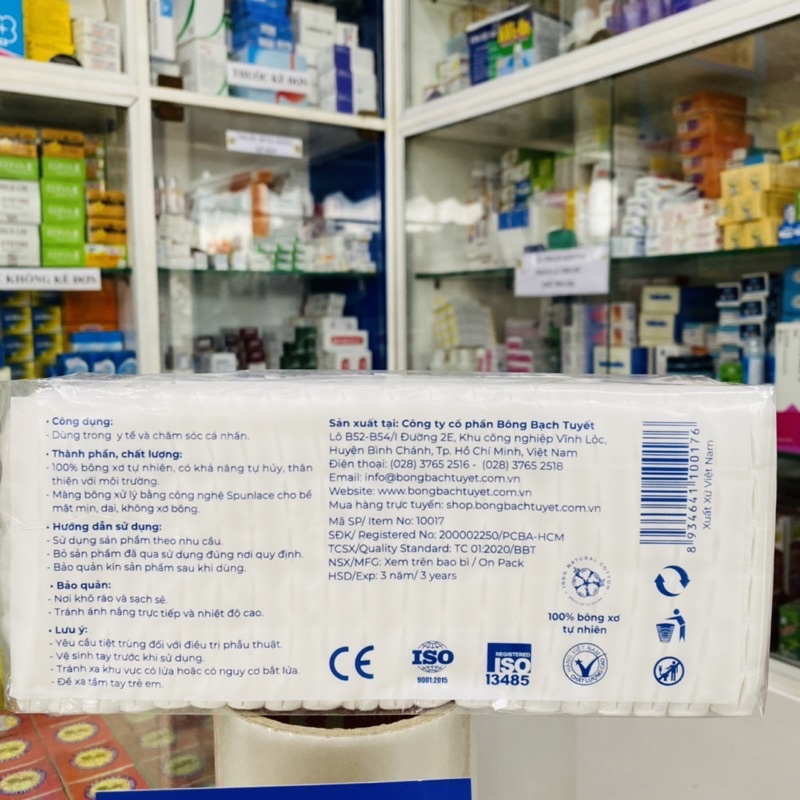 THUỐC KÊ ĐƠN
KHÔNG KÊ ĐƠN
• Công dụng:
- Dùng trong y tế và chăm sóc cá nhân.
• Thành phần, chất lượng:
- 100% bông xơ tự nhiên, có khả năng tự hủy, thân
thiện với môi trường.
- Màng bông xử lý bằng công nghệ Spunlace cho bề
mặt mịn, dai, không xơ bông.
• Hướng dẫn sử dụng:
- Sử dụng sản phẩm theo nhu cầu.
- Bỏ sản phẩm đã qua sử dụng đúng nơi quy định.
- Bảo quản kín sản phẩm sau khi dùng.
• Bảo quản:
- Nơi khô ráo và sạch sẽ.
- Tránh ánh nắng trực tiếp và nhiệt độ cao.
• Lưu ý:
- Yêu cầu tiệt trùng đối với điều trị phẫu thuật.
- Vệ sinh tay trước khi sử dụng.
- Tránh xa khu vực có lửa hoặc có nguy cơ bắt lửa.
- Để xa tầm tay trẻ em.
Sản xuất tại: Công ty cổ phần Bông Bạch Tuyết
Lô B52-B54/I Đường 2E, Khu công nghiệp Vĩnh Lộc,
Huyện Bình Chánh, Tp. Hồ Chí Minh, Việt Nam
Điện thoại: (028) 3765 2516 - (028) 3765 2518
Email: info@bongbachtuyet.com.vn
Website: www.bongbachtuyet.com.vn
Mua hàng trực tuyến: shop.bongbachtuyet.com.vn
Mã SP/ Item No: 10017
SĐK/ Registered No: 200002250/PCBA-HCM
TCSX/Quality Standard: TC 01:2020/BBT
NSX/MFG: Xem trên bao bì / On Pack
HSD/Exp: 3 năm/ 3 years
CE
ISO
9001:2015
REGISTERED
ISO
13485
100% NATURAL COTTON
100% bông xơ
tự nhiên
HÀNG VIỆT NAM
CHẤT LƯỢNG CAO
8 934641 100176
Xuất Xứ Việt Nam